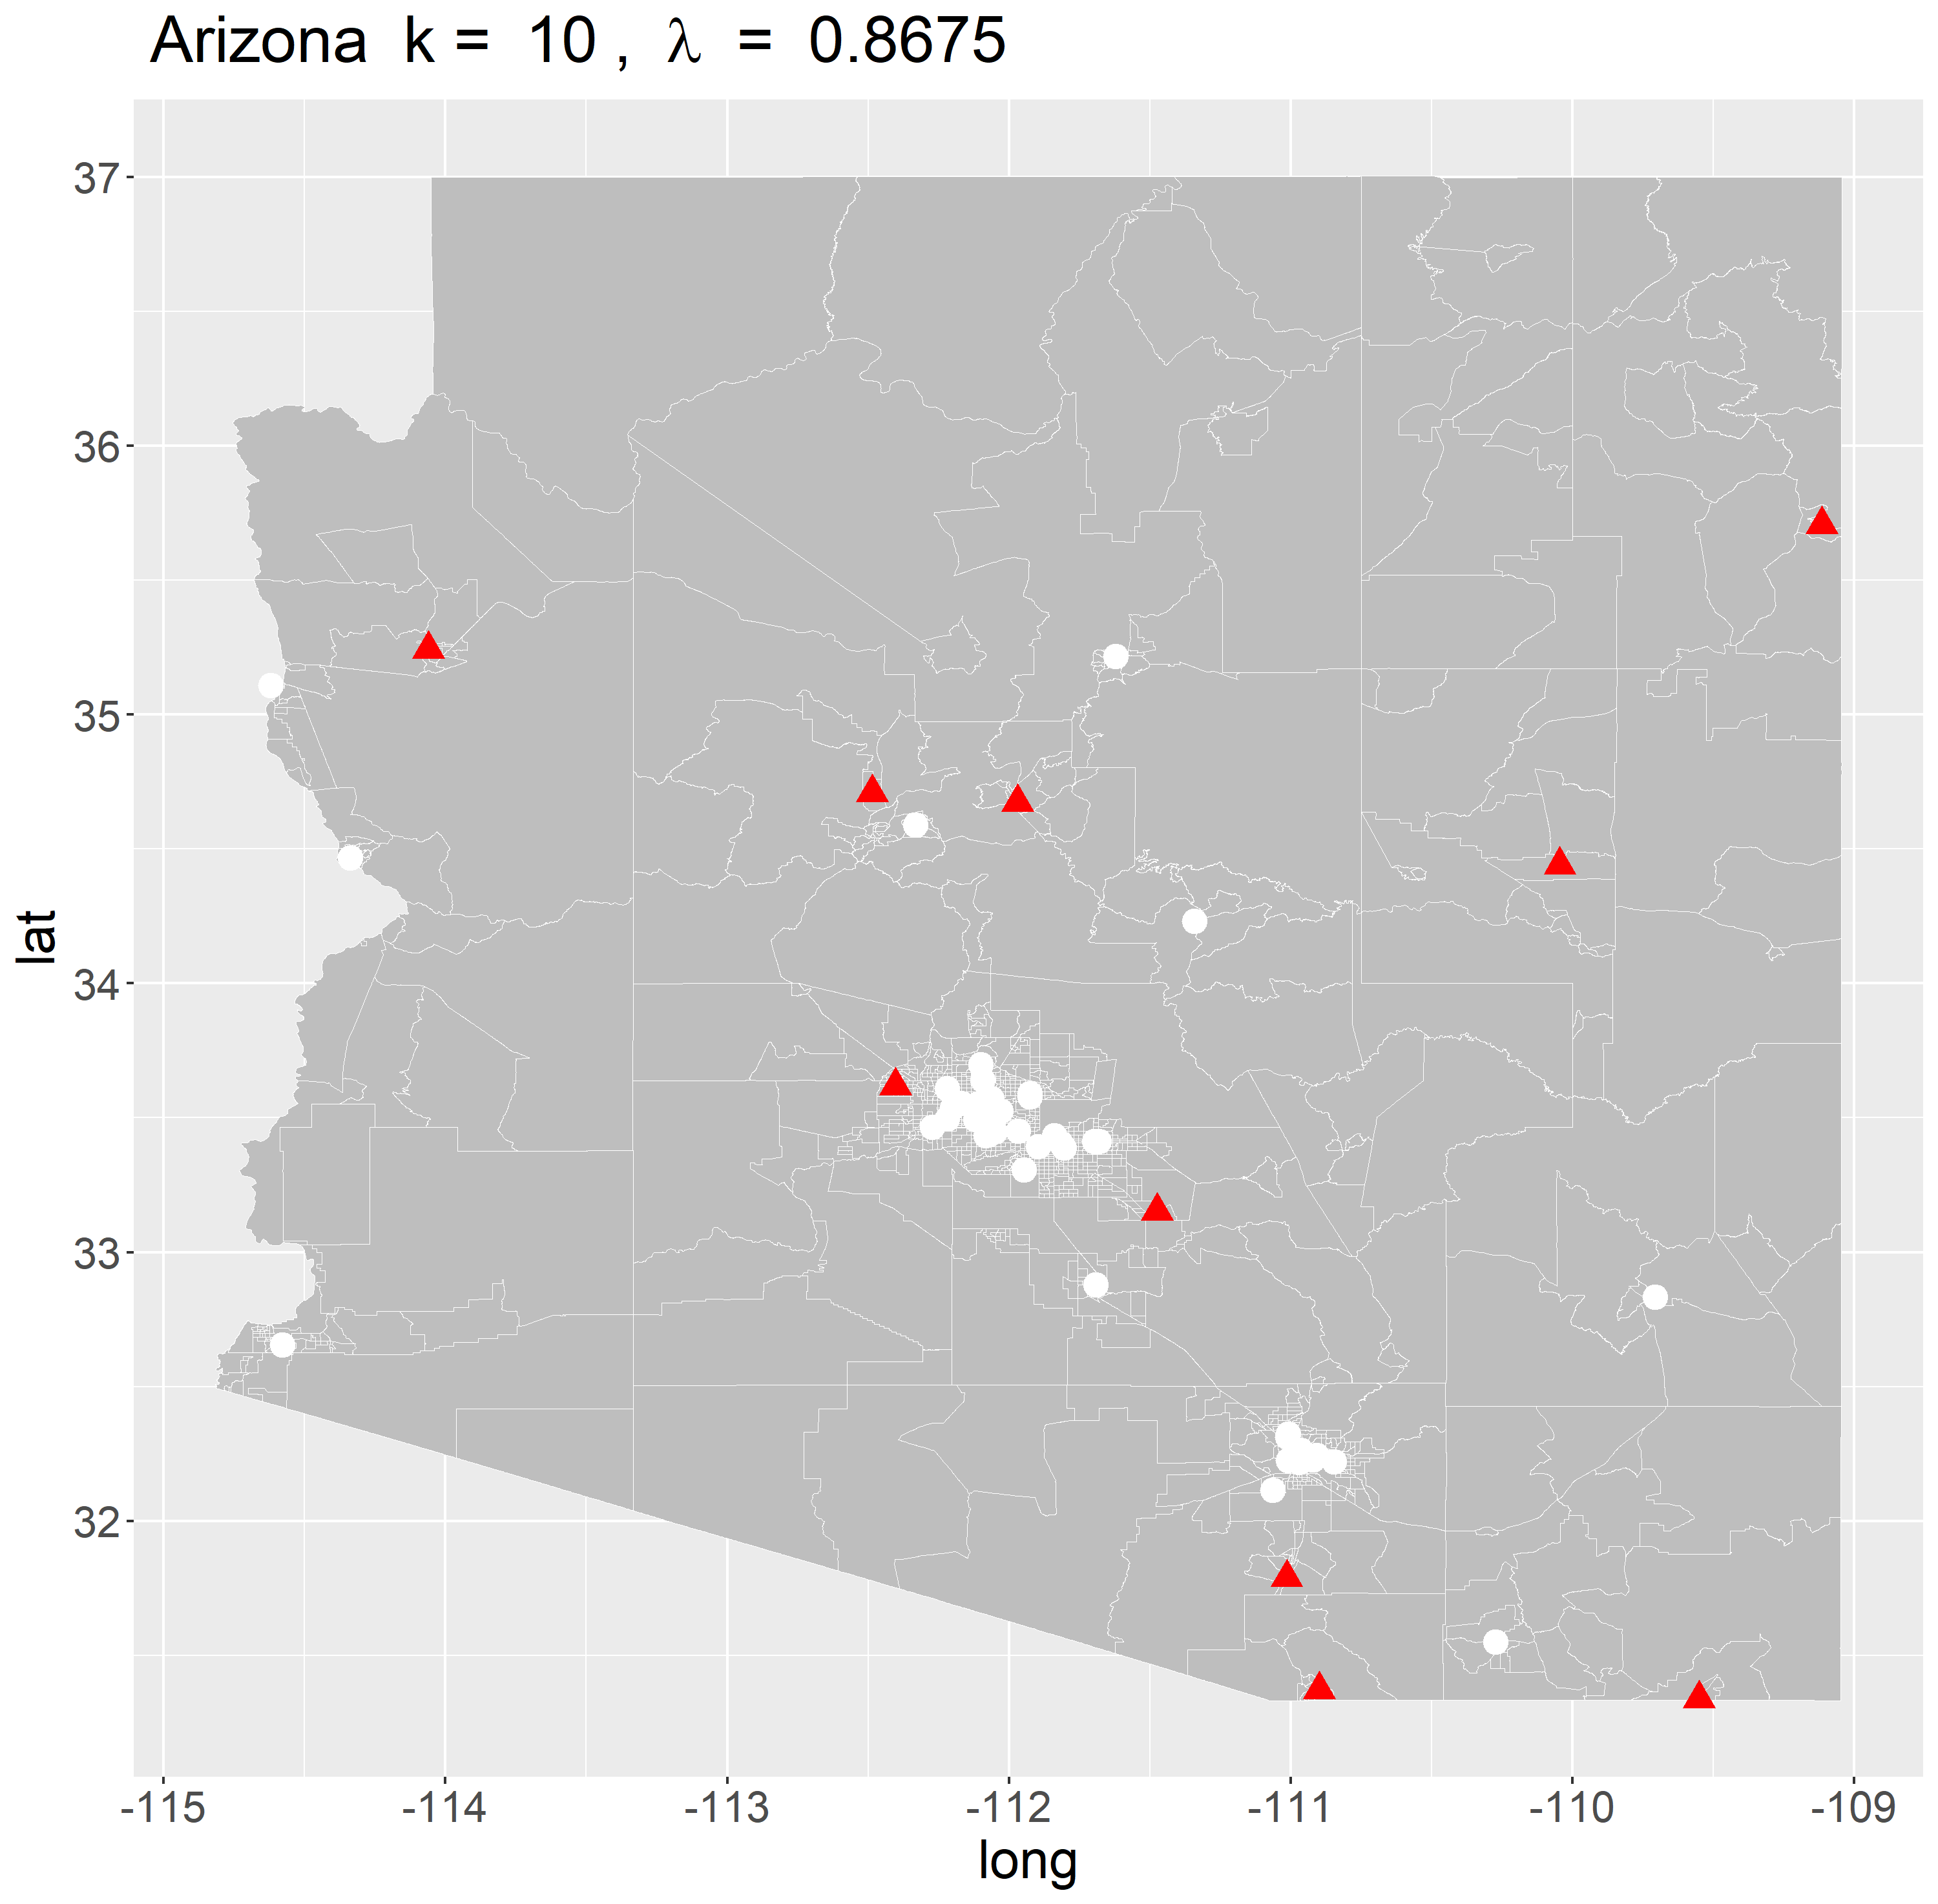 Arizona k = 10 , λ = 0.8675
37
36
35
34
33
32
lat
-115 -114 -113 -112 -111 -110 -109
long